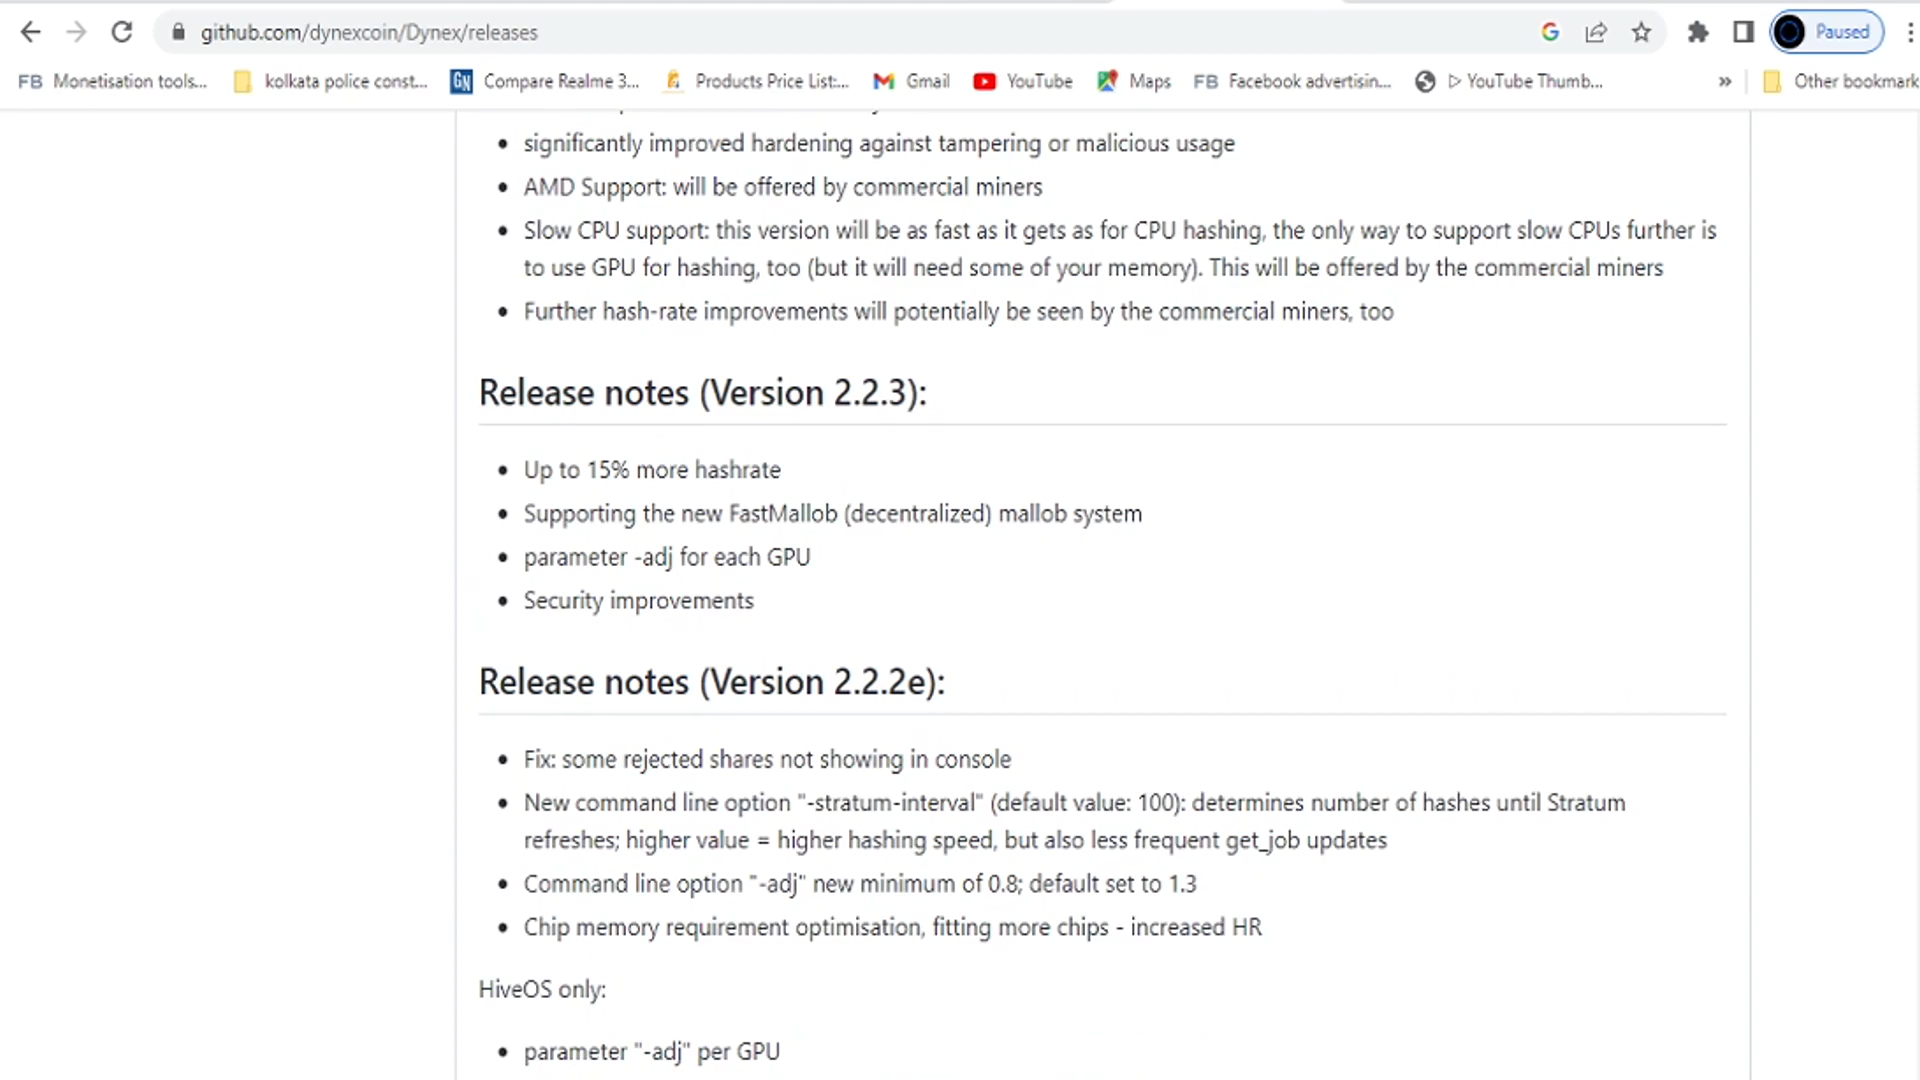 github.com/dynexcoin/Dynex/releases
Paused
FB Monetisation tools... kolkata police const... GN Compare Realme 3... Products Price List:... Gmail YouTube Maps FB Facebook advertisin... ▷ YouTube Thumb... » Other bookmark
• significantly improved hardening against tampering or malicious usage
• AMD Support: will be offered by commercial miners
• Slow CPU support: this version will be as fast as it gets as for CPU hashing, the only way to support slow CPUs further is
to use GPU for hashing, too (but it will need some of your memory). This will be offered by the commercial miners
• Further hash-rate improvements will potentially be seen by the commercial miners, too
Release notes (Version 2.2.3):
• Up to 15% more hashrate
• Supporting the new FastMallob (decentralized) mallob system
• parameter -adj for each GPU
• Security improvements
Release notes (Version 2.2.2e):
• Fix: some rejected shares not showing in console
• New command line option "-stratum-interval" (default value: 100): determines number of hashes until Stratum
refreshes; higher value = higher hashing speed, but also less frequent get_job updates
• Command line option "-adj" new minimum of 0.8; default set to 1.3
• Chip memory requirement optimisation, fitting more chips - increased HR
HiveOS only:
• parameter "-adj" per GPU